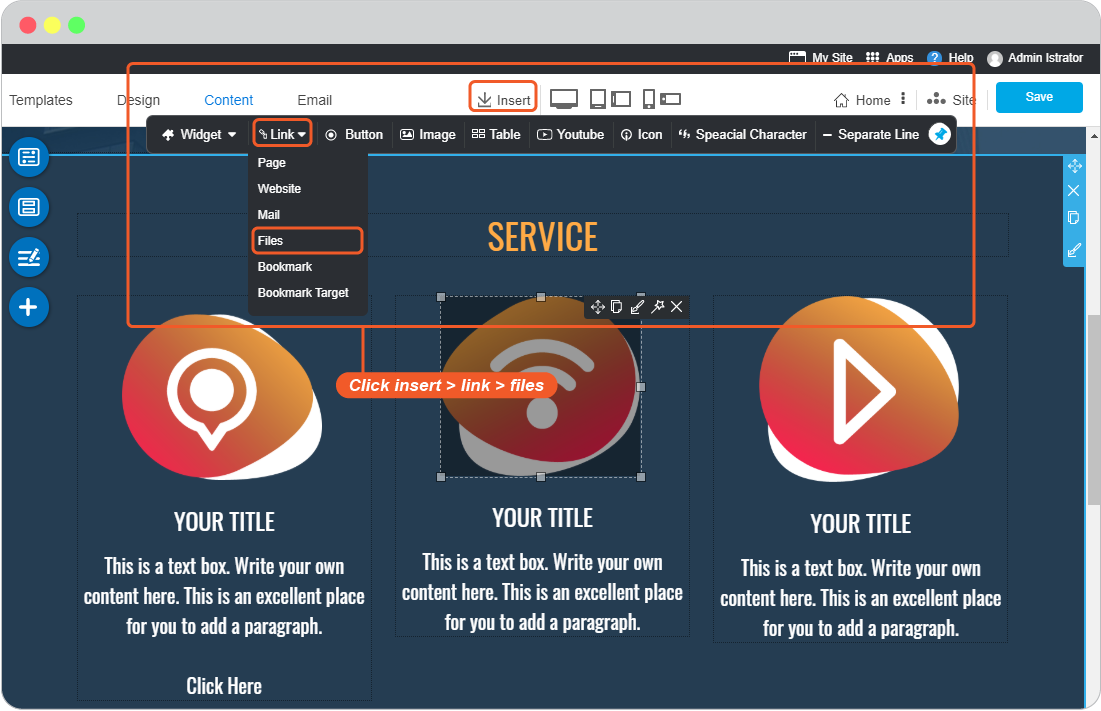 My Site Apps ? Help Admin Istrator
Templates Design Content Email Insert Home Site Save
Widget Link Button Image Table Youtube Icon Speacial Character Separate Line
Page
Website
Mail
Files
Bookmark
Bookmark Target
SERVICE
Click insert > link > files
YOUR TITLE
This is a text box. Write your own
content here. This is an excellent place
for you to add a paragraph.
Click Here
YOUR TITLE
This is a text box. Write your own
content here. This is an excellent place
for you to add a paragraph.
YOUR TITLE
This is a text box. Write your own
content here. This is an excellent place
for you to add a paragraph.